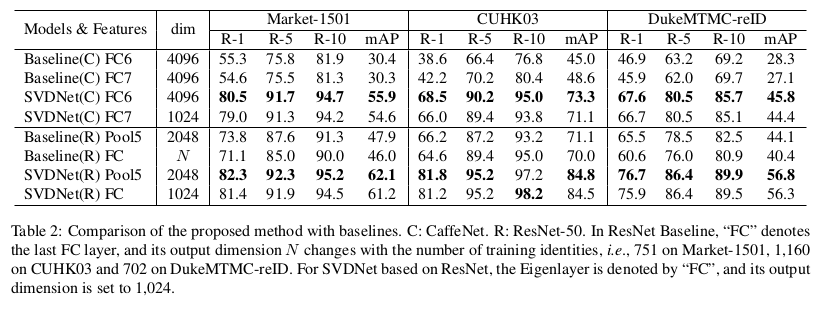 Models & Features dim Market-1501 CUHK03 DukeMTMC-reID
R-1 R-5 R-10 mAP R-1 R-5 R-10 mAP R-1 R-5 R-10 mAP
Baseline(C) FC6 4096 55.3 75.8 81.9 30.4 38.6 66.4 76.8 45.0 46.9 63.2 69.2 28.3
Baseline(C) FC7 4096 54.6 75.5 81.3 30.3 42.2 70.2 80.4 48.6 45.9 62.0 69.7 27.1
SVDNet(C) FC6 4096 80.5 91.7 94.7 55.9 68.5 90.2 95.0 73.3 67.6 80.5 85.7 45.8
SVDNet(C) FC7 1024 79.0 91.3 94.2 54.6 66.0 89.4 93.8 71.1 66.7 80.5 85.1 44.4
Baseline(R) Pool5 2048 73.8 87.6 91.3 47.9 66.2 87.2 93.2 71.1 65.5 78.5 82.5 44.1
Baseline(R) FC N 71.1 85.0 90.0 46.0 64.6 89.4 95.0 70.0 60.6 76.0 80.9 40.4
SVDNet(R) Pool5 2048 82.3 92.3 95.2 62.1 81.8 95.2 97.2 84.8 76.7 86.4 89.9 56.8
SVDNet(R) FC 1024 81.4 91.9 94.5 61.2 81.2 95.2 98.2 84.5 75.9 86.4 89.5 56.3
Table 2: Comparison of the proposed method with baselines. C: CaffeNet. R: ResNet-50. In ResNet Baseline, “FC” denotes
the last FC layer, and its output dimension N changes with the number of training identities, i.e., 751 on Market-1501, 1,160
on CUHK03 and 702 on DukeMTMC-reID. For SVDNet based on ResNet, the Eigenlayer is denoted by “FC”, and its output
dimension is set to 1,024.